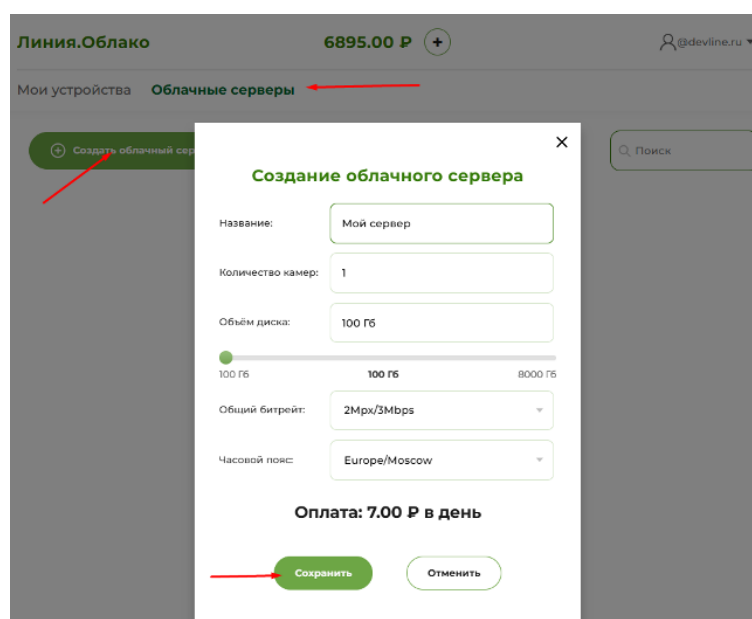 Линия.Облако 6895.00 ₽ + @devline.ru
Мои устройства Облачные серверы
Создать облачный сер
Поиск
Создание облачного сервера
Название: Мой сервер
Количество камер: 1
Объём диска: 100 Гб
100 Гб 100 Гб 8000 Гб
Общий битрейт: 2Mpx/3Mbps
Часовой пояс: Europe/Moscow
Оплата: 7.00 ₽ в день
Сохранить Отменить